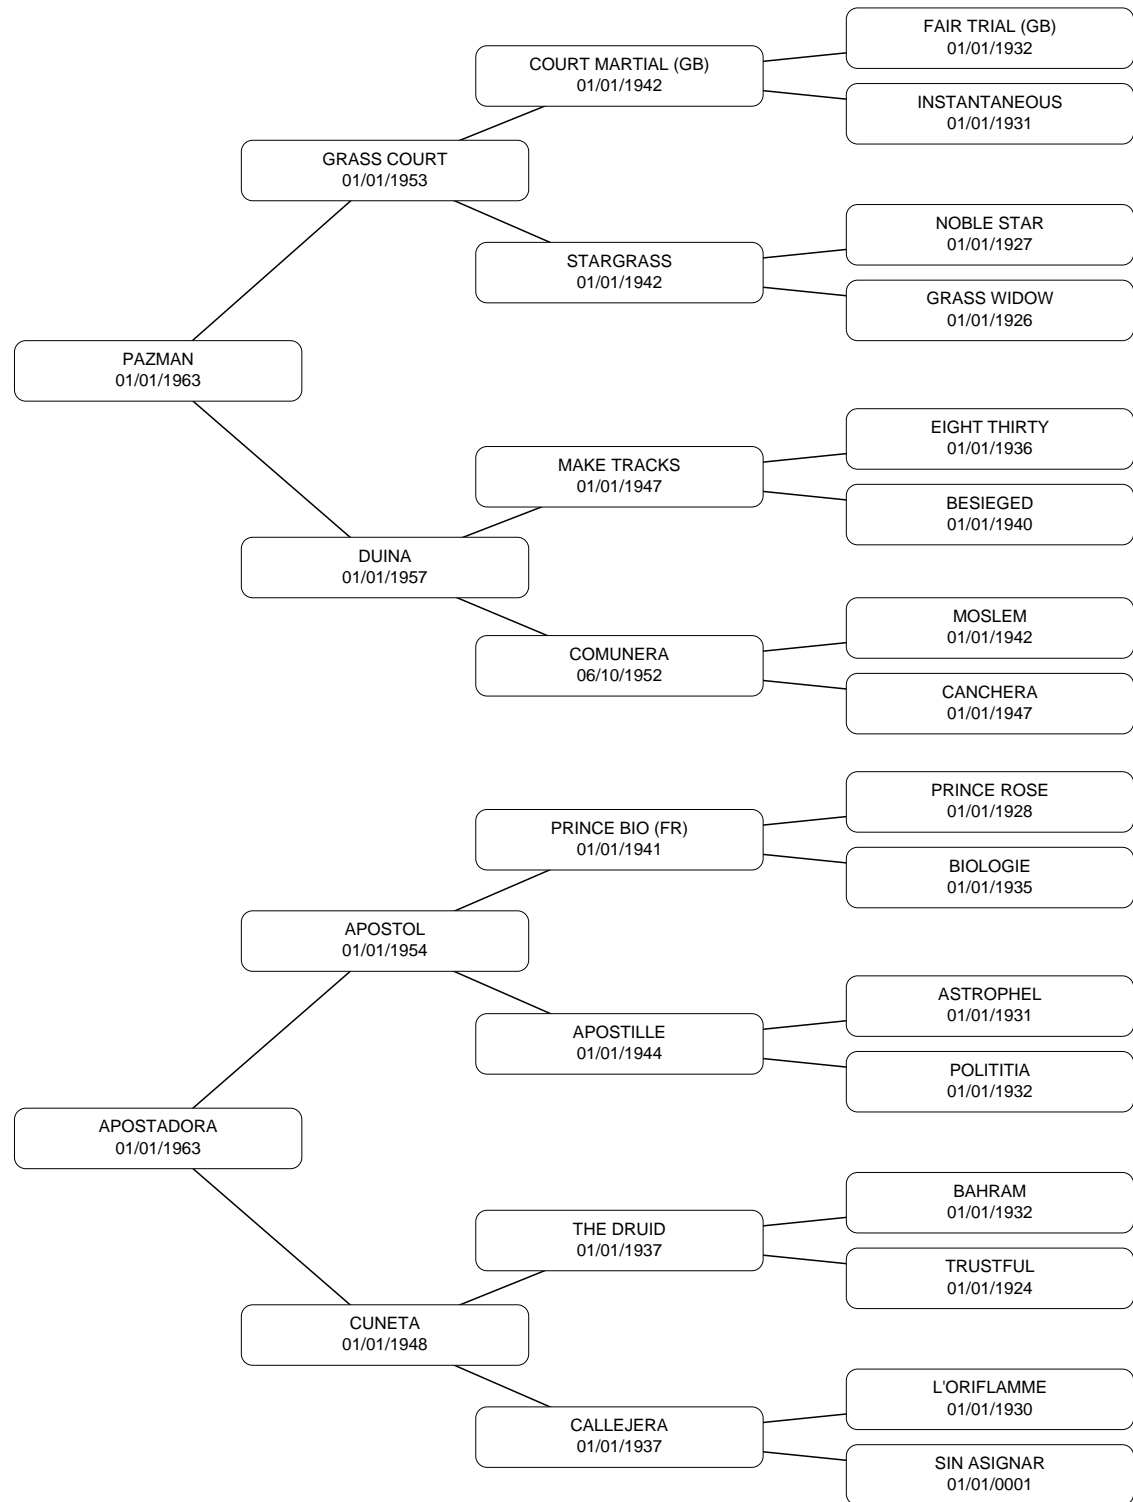 FAIR TRIAL (GB)
01/01/1932
COURT MARTIAL (GB)
01/01/1942
INSTANTANEOUS
01/01/1931
GRASS COURT
01/01/1953
NOBLE STAR
01/01/1927
STARGRASS
01/01/1942
GRASS WIDOW
01/01/1926
PAZMAN
01/01/1963
EIGHT THIRTY
01/01/1936
MAKE TRACKS
01/01/1947
BESIEGED
01/01/1940
DUINA
01/01/1957
MOSLEM
01/01/1942
COMUNERA
06/10/1952
CANCHERA
01/01/1947
PRINCE ROSE
01/01/1928
PRINCE BIO (FR)
01/01/1941
BIOLOGIE
01/01/1935
APOSTOL
01/01/1954
ASTROPHEL
01/01/1931
APOSTILLE
01/01/1944
POLITITIA
01/01/1932
APOSTADORA
01/01/1963
BAHRAM
01/01/1932
THE DRUID
01/01/1937
TRUSTFUL
01/01/1924
CUNETA
01/01/1948
L'ORIFLAMME
01/01/1930
CALLEJERA
01/01/1937
SIN ASIGNAR
01/01/0001